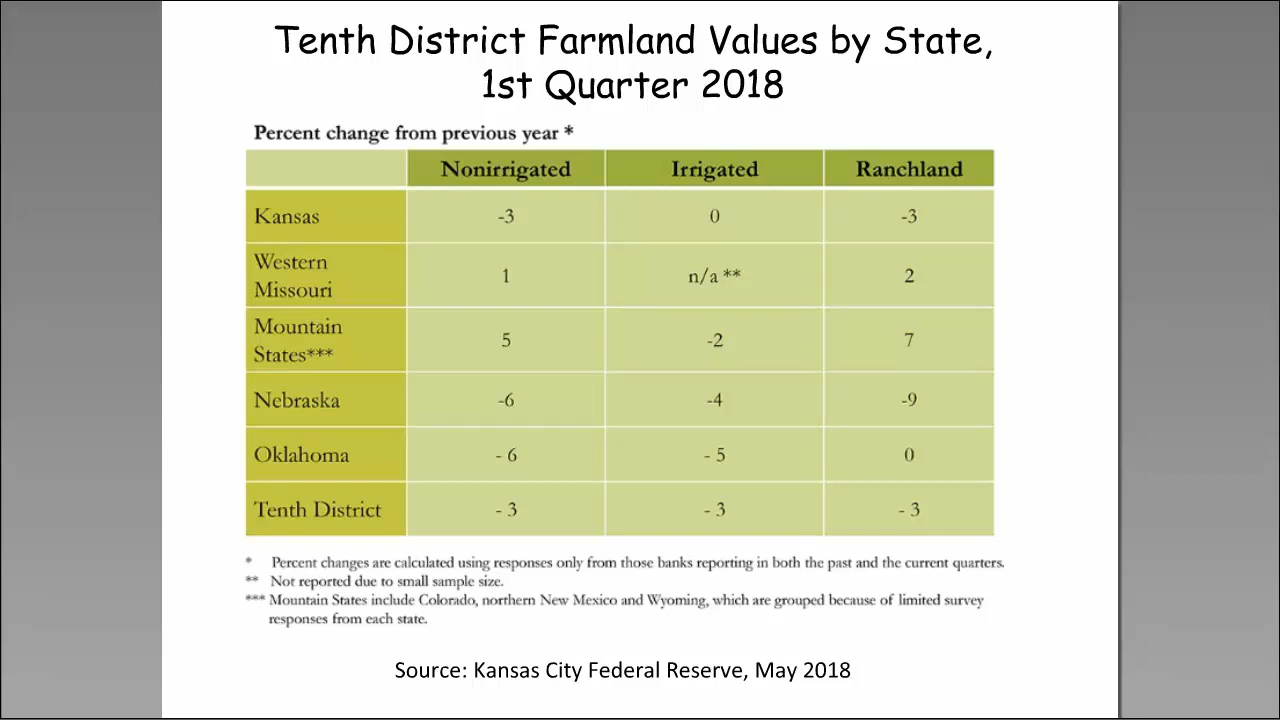 Tenth District Farmland Values by State,
1st Quarter 2018
Percent change from previous year *
Nonirrigated Irrigated Ranchland
Kansas -3 0 -3
Western
Missouri 1 n/a ** 2
Mountain
States*** 5 -2 7
Nebraska -6 -4 -9
Oklahoma - 6 - 5 0
Tenth District - 3 - 3 - 3
* Percent changes are calculated using responses only from those banks reporting in both the past and the current quarters.
** Not reported due to small sample size.
*** Mountain States include Colorado, northern New Mexico and Wyoming, which are grouped because of limited survey
responses from each state.
Source: Kansas City Federal Reserve, May 2018